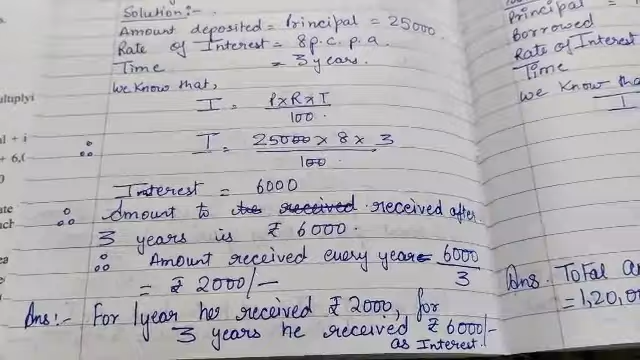 Solution:-
Amount deposited = Principal = 25000.
Rate of Interest = 8 p.c.p.a.
Time = 3 years.
We know that,
I = P×R×T
100.
∴ I = 25000 × 8 × 3
100.
Interest = 6000
∴ Amount to received after
3 years is ₹ 6000.
∴ Amount received every year = 6000
3
= ₹ 2000/-
Ans:- For 1 year he received ₹ 2000, for
3 years he received ₹ 6000/-
as Interest.
Principal =
Borrowed
Rate of Interest
Time
We know tha
I
Ans. Total a
= 1,20,0
ultiplyi
+ 6,(